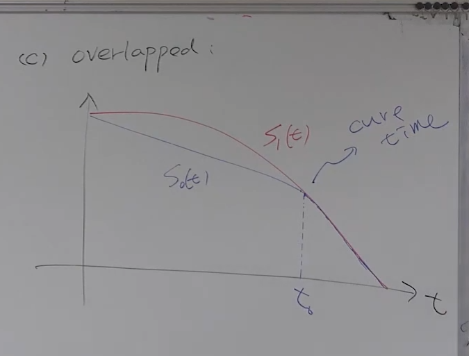 (c) overlapped:
S₁(t)
cure
time
S₀(t)
t₀
t